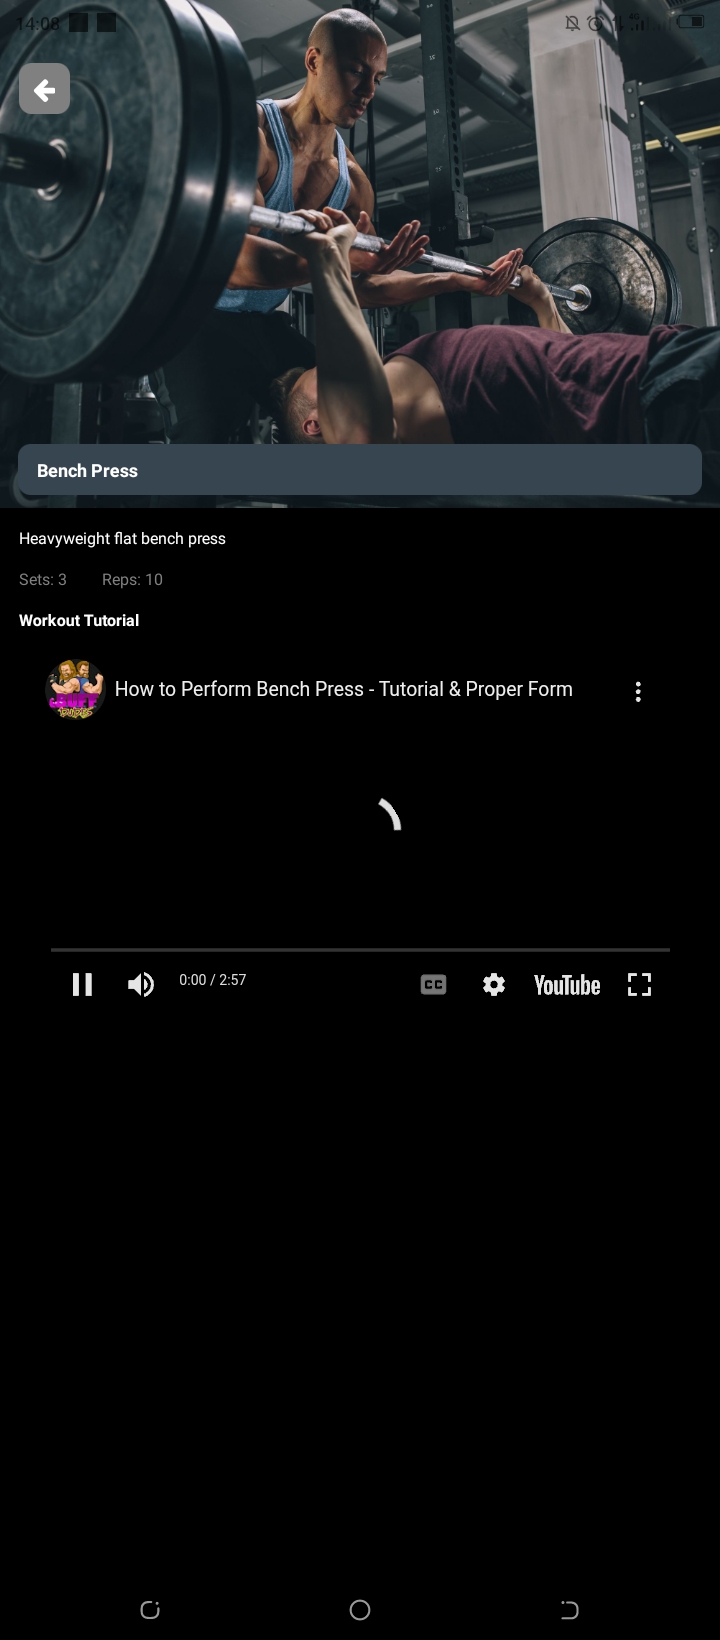 14:08
4G
Bench Press
Heavyweight flat bench press
Sets: 3 Reps: 10
Workout Tutorial
How to Perform Bench Press - Tutorial & Proper Form
0:00 / 2:57
CC
YouTube